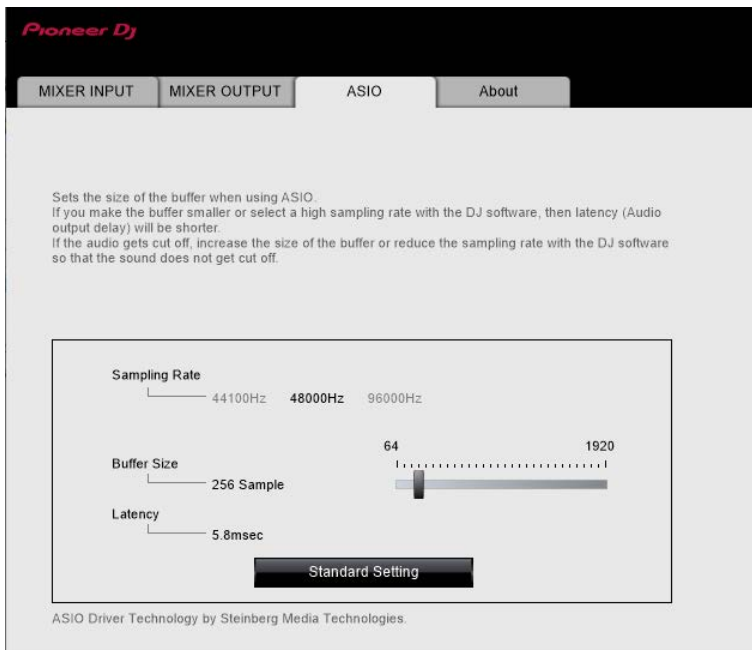 Pioneer Dj
MIXER INPUT MIXER OUTPUT ASIO About
Sets the size of the buffer when using ASIO.
If you make the buffer smaller or select a high sampling rate with the DJ software, then latency (Audio
output delay) will be shorter.
If the audio gets cut off, increase the size of the buffer or reduce the sampling rate with the DJ software
so that the sound does not get cut off.
Sampling Rate
44100Hz 48000Hz 96000Hz
64 1920
Buffer Size
256 Sample
Latency
5.8msec
Standard Setting
ASIO Driver Technology by Steinberg Media Technologies.